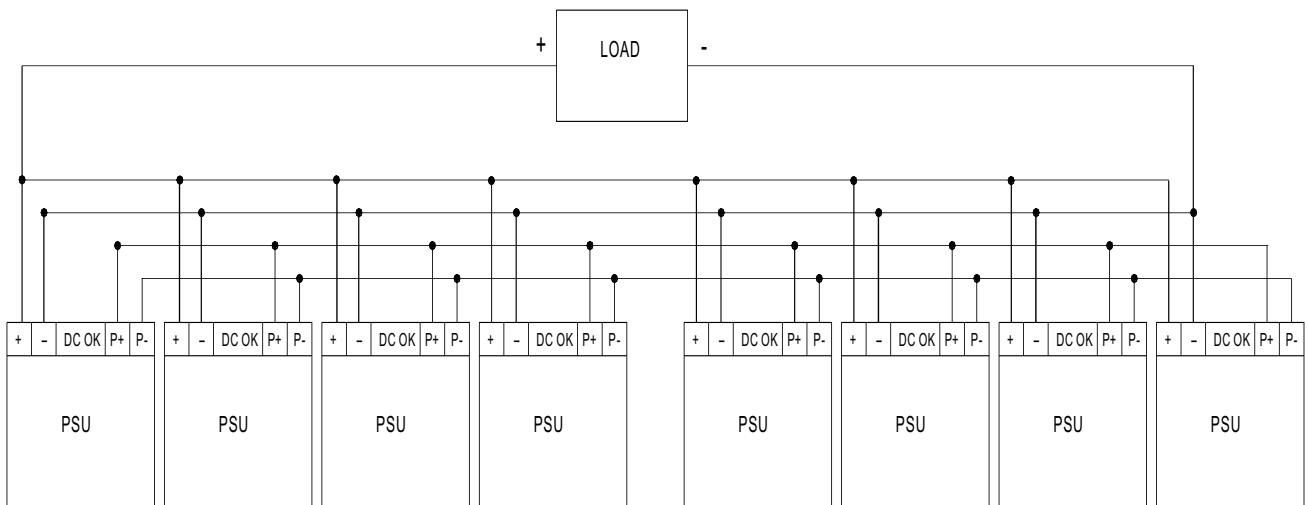 + LOAD -
+ – DC OK P+ P- + – DC OK P+ P- + – DC OK P+ P- + – DC OK P+ P- + – DC OK P+ P- + – DC OK P+ P- + – DC OK P+ P- + – DC OK P+ P-
PSU PSU PSU PSU PSU PSU PSU PSU